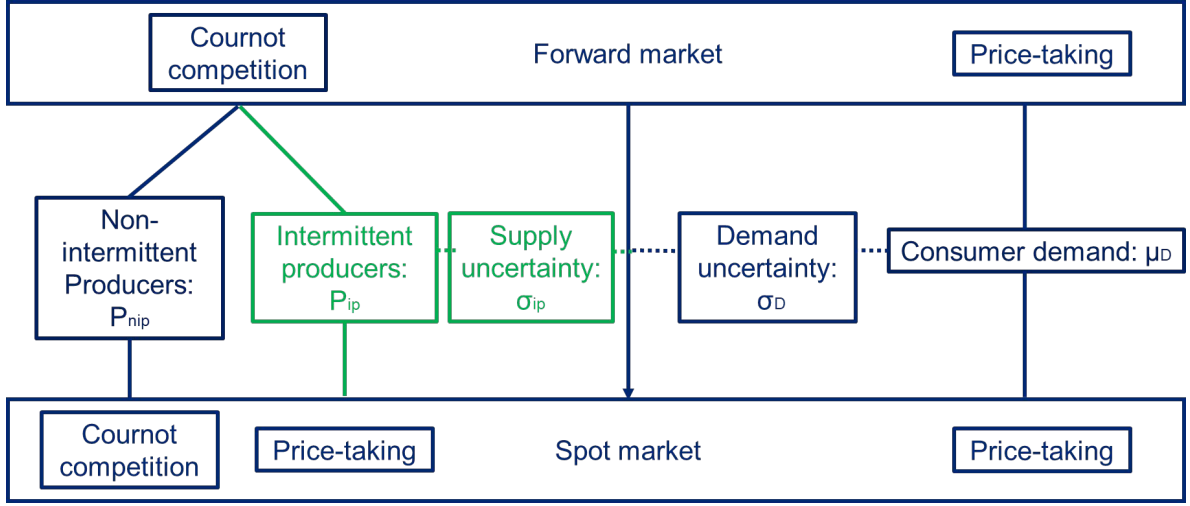 Cournot
competition
Forward market
Price-taking
Non-
intermittent
Producers:
Pnip
Intermittent
producers:
Pip
Supply
uncertainty:
σip
Demand
uncertainty:
σD
Consumer demand: μD
Cournot
competition
Price-taking
Spot market
Price-taking